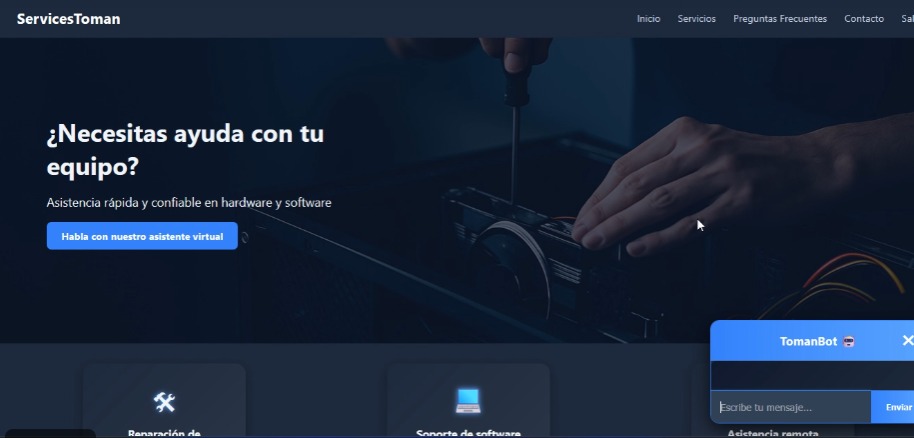 ServicesToman
Inicio Servicios Preguntas Frecuentes Contacto
¿Necesitas ayuda con tu
equipo?
Asistencia rápida y confiable en hardware y software
Habla con nuestro asistente virtual
TomanBot
Escribe tu mensaje...
Enviar
Reparación de
Soporte de software
Asistencia remota